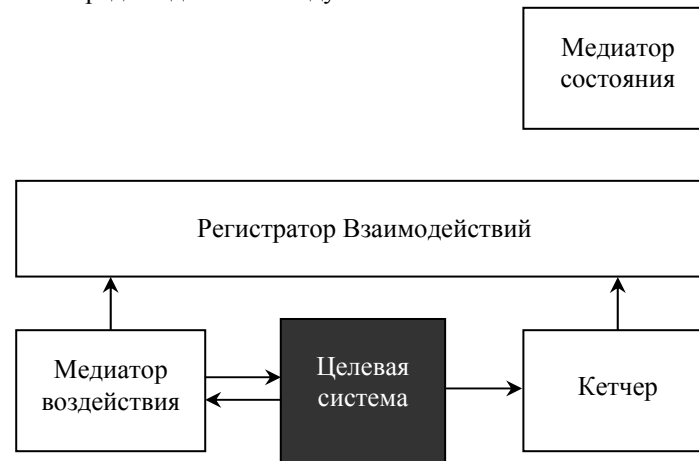 Медиатор
состояния
Регистратор Взаимодействий
Медиатор
воздействия
Целевая
система
Кетчер